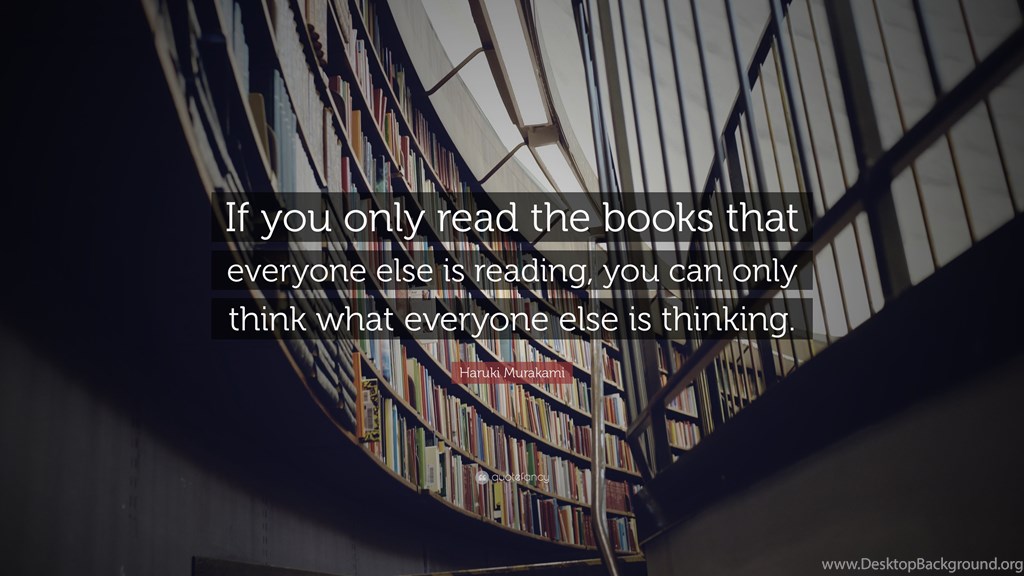 If you only read the books that
everyone else is reading, you can only
think what everyone else is thinking.
Haruki Murakami
quotefancy
www.DesktopBackground.org